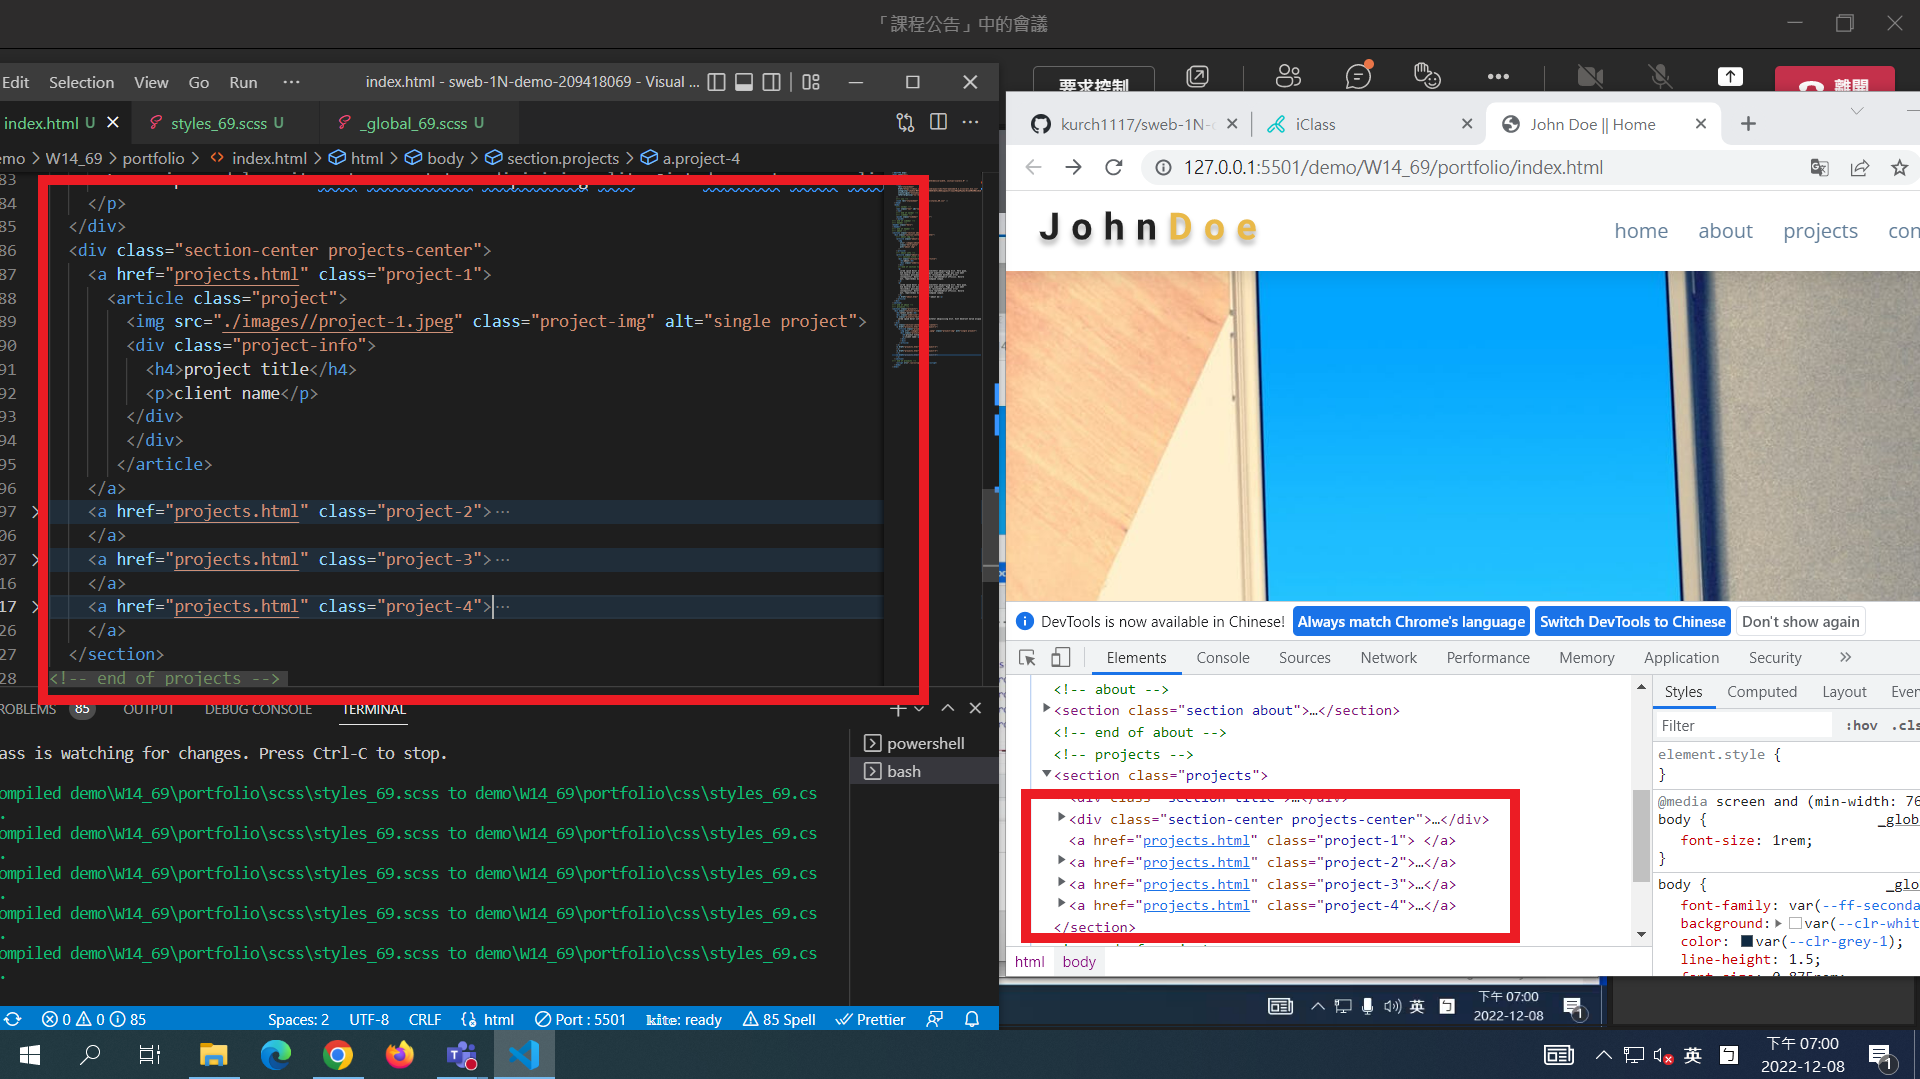 「課程公告」中的會議
Edit Selection View Go Run ··· index.html - sweb-1N-demo-209418069 - Visual ...
index.html U styles_69.scss U _global_69.scss U
emo > W14_69 > portfolio > index.html > html > body > section.projects > a.project-4
83
84 </p>
85 </div>
86 <div class="section-center projects-center">
87 <a href="projects.html" class="project-1">
88 <article class="project">
89 <img src="./images//project-1.jpeg" class="project-img" alt="single project">
90 <div class="project-info">
91 <h4>project title</h4>
92 <p>client name</p>
93 </div>
94 </div>
95 </article>
96 </a>
97 <a href="projects.html" class="project-2">···
06 </a>
07 <a href="projects.html" class="project-3">···
16 </a>
17 <a href="projects.html" class="project-4">···
26 </a>
27 </section>
28 <!-- end of projects -->
ROBLEMS 85 OUTPUT DEBUG CONSOLE TERMINAL
ass is watching for changes. Press Ctrl-C to stop.
ompiled demo\W14_69\portfolio\scss\styles_69.scss to demo\W14_69\portfolio\css\styles_69.cs
.
ompiled demo\W14_69\portfolio\scss\styles_69.scss to demo\W14_69\portfolio\css\styles_69.cs
.
ompiled demo\W14_69\portfolio\scss\styles_69.scss to demo\W14_69\portfolio\css\styles_69.cs
.
ompiled demo\W14_69\portfolio\scss\styles_69.scss to demo\W14_69\portfolio\css\styles_69.cs
.
ompiled demo\W14_69\portfolio\scss\styles_69.scss to demo\W14_69\portfolio\css\styles_69.cs
.
powershell
bash
0 0 85 Spaces: 2 UTF-8 CRLF html Port : 5501 kite: ready 85 Spell Prettier
要求控制 離開
kurch1117/sweb-1N- iClass John Doe || Home
127.0.0.1:5501/demo/W14_69/portfolio/index.html
John Doe
home about projects con
DevTools is now available in Chinese! Always match Chrome's language Switch DevTools to Chinese Don't show again
Elements Console Sources Network Performance Memory Application Security »
<!-- about -->
<section class="section about">…</section>
<!-- end of about -->
<!-- projects -->
<section class="projects">
<div class="section-title">…</div>
<div class="section-center projects-center">…</div>
<a href="projects.html" class="project-1"> </a>
<a href="projects.html" class="project-2">…</a>
<a href="projects.html" class="project-3">…</a>
<a href="projects.html" class="project-4">…</a>
</section>
html body
Styles Computed Layout Even
Filter :hov .cls
element.style {
}
@media screen and (min-width: 76
body { _glob
font-size: 1rem;
}
body { _glo
font-family: var(--ff-seconda
background: var(--clr-whit
color: var(--clr-grey-1);
line-height: 1.5;
font-size: 0.875rem;
英 下午 07:00
2022-12-08 1
英 下午 07:00
2022-12-08 1